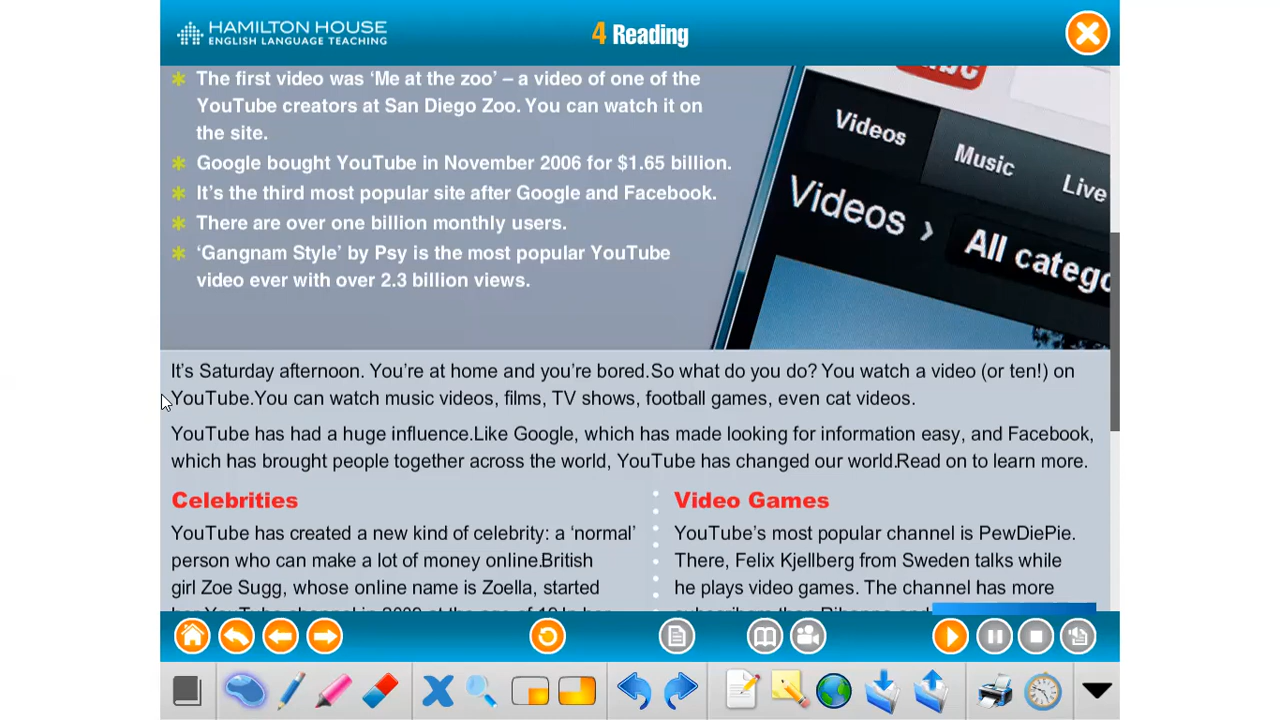 HAMILTON HOUSE
ENGLISH LANGUAGE TEACHING
4 Reading
The first video was ‘Me at the zoo’ – a video of one of the
YouTube creators at San Diego Zoo. You can watch it on
the site.
Google bought YouTube in November 2006 for $1.65 billion.
It’s the third most popular site after Google and Facebook.
There are over one billion monthly users.
‘Gangnam Style’ by Psy is the most popular YouTube
video ever with over 2.3 billion views.
Videos
Music
Live
Videos ›
All catego
It’s Saturday afternoon. You’re at home and you’re bored.So what do you do? You watch a video (or ten!) on
YouTube.You can watch music videos, films, TV shows, football games, even cat videos.
YouTube has had a huge influence.Like Google, which has made looking for information easy, and Facebook,
which has brought people together across the world, YouTube has changed our world.Read on to learn more.
Celebrities
YouTube has created a new kind of celebrity: a ‘normal’
person who can make a lot of money online.British
girl Zoe Sugg, whose online name is Zoella, started
Video Games
YouTube’s most popular channel is PewDiePie.
There, Felix Kjellberg from Sweden talks while
he plays video games. The channel has more